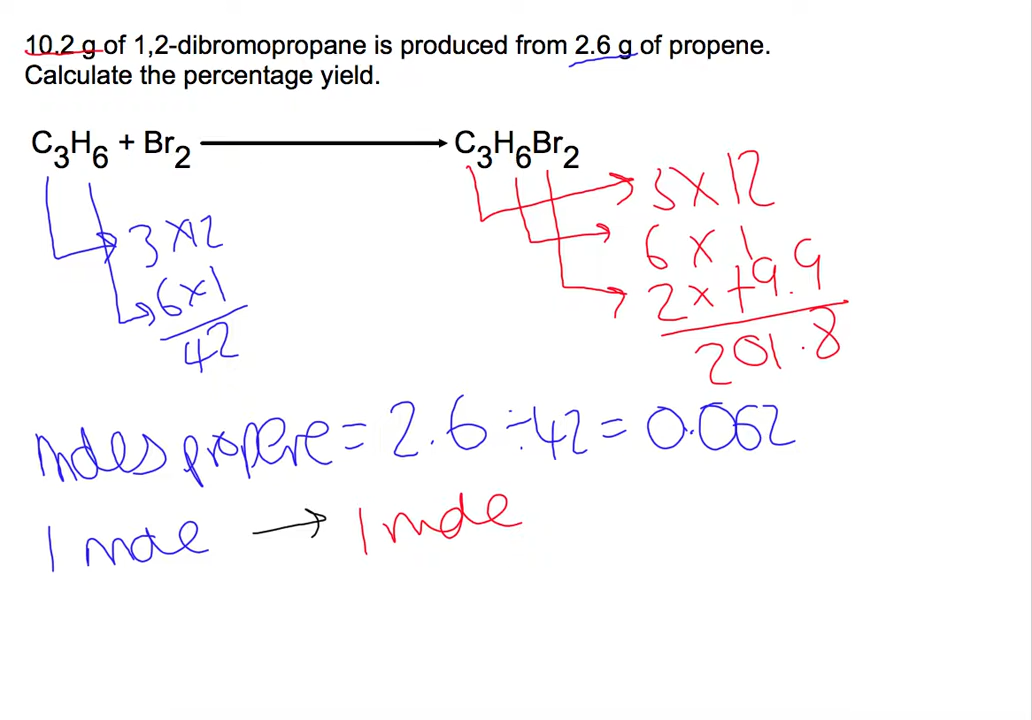 10.2 g of 1,2-dibromopropane is produced from 2.6 g of propene.
Calculate the percentage yield.
C3H6 + Br2 → C3H6Br2
3 × 12
6 × 1
42
3 × 12
6 × 1
2 × 79.9
201.8
moles propene = 2.6 ÷ 42 = 0.062
1 mole → 1 mole